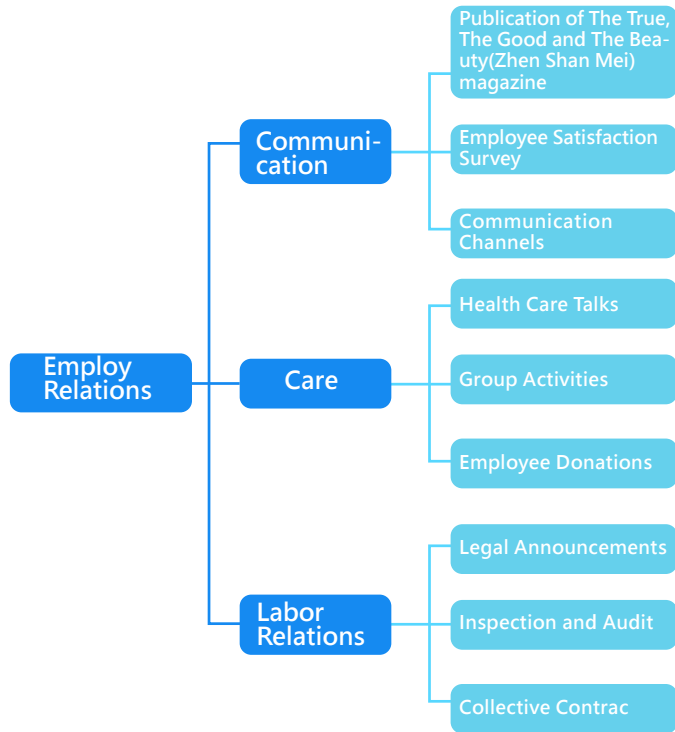 Publication of The True,
The Good and The Bea-
uty(Zhen Shan Mei)
magazine
Communi-
cation
Employee Satisfaction
Survey
Communication
Channels
Health Care Talks
Employ
Relations
Care
Group Activities
Employee Donations
Legal Announcements
Labor
Relations
Inspection and Audit
Collective Contrac